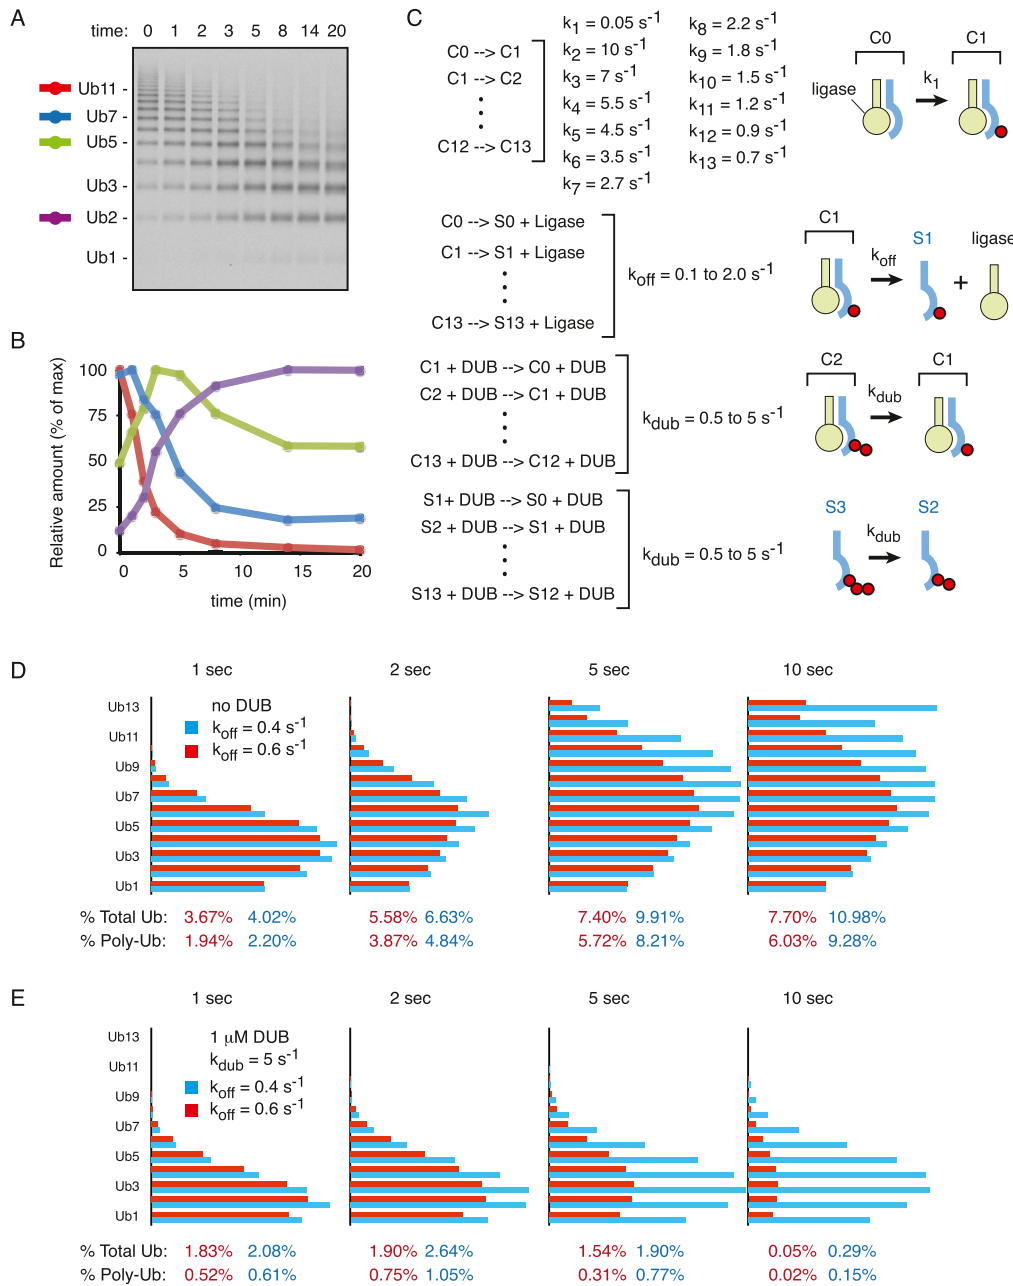 A
time: 0 1 2 3 5 8 14 20
Ub11 -
Ub7 -
Ub5 -
Ub3 -
Ub2 -
Ub1 -
B
Relative amount (% of max)
100
75
50
25
0
0 5 10 15 20
time (min)
C
C0 --> C1
C1 --> C2
C12 --> C13
k1 = 0.05 s-1
k2 = 10 s-1
k3 = 7 s-1
k4 = 5.5 s-1
k5 = 4.5 s-1
k6 = 3.5 s-1
k7 = 2.7 s-1
k8 = 2.2 s-1
k9 = 1.8 s-1
k10 = 1.5 s-1
k11 = 1.2 s-1
k12 = 0.9 s-1
k13 = 0.7 s-1
C0 C1
ligase
k1
C0 --> S0 + Ligase
C1 --> S1 + Ligase
C13 --> S13 + Ligase
koff = 0.1 to 2.0 s-1
C1
S1 ligase
koff
+
C1 + DUB --> C0 + DUB
C2 + DUB --> C1 + DUB
C13 + DUB --> C12 + DUB
kdub = 0.5 to 5 s-1
C2 C1
kdub
S1+ DUB --> S0 + DUB
S2 + DUB --> S1 + DUB
S13 + DUB --> S12 + DUB
kdub = 0.5 to 5 s-1
S3 S2
kdub
D
1 sec 2 sec 5 sec 10 sec
no DUB
koff = 0.4 s-1
koff = 0.6 s-1
Ub13
Ub11
Ub9
Ub7
Ub5
Ub3
Ub1
% Total Ub: 3.67% 4.02% 5.58% 6.63% 7.40% 9.91% 7.70% 10.98%
% Poly-Ub: 1.94% 2.20% 3.87% 4.84% 5.72% 8.21% 6.03% 9.28%
E
1 sec 2 sec 5 sec 10 sec
1 μM DUB
kdub = 5 s-1
koff = 0.4 s-1
koff = 0.6 s-1
Ub13
Ub11
Ub9
Ub7
Ub5
Ub3
Ub1
% Total Ub: 1.83% 2.08% 1.90% 2.64% 1.54% 1.90% 0.05% 0.29%
% Poly-Ub: 0.52% 0.61% 0.75% 1.05% 0.31% 0.77% 0.02% 0.15%